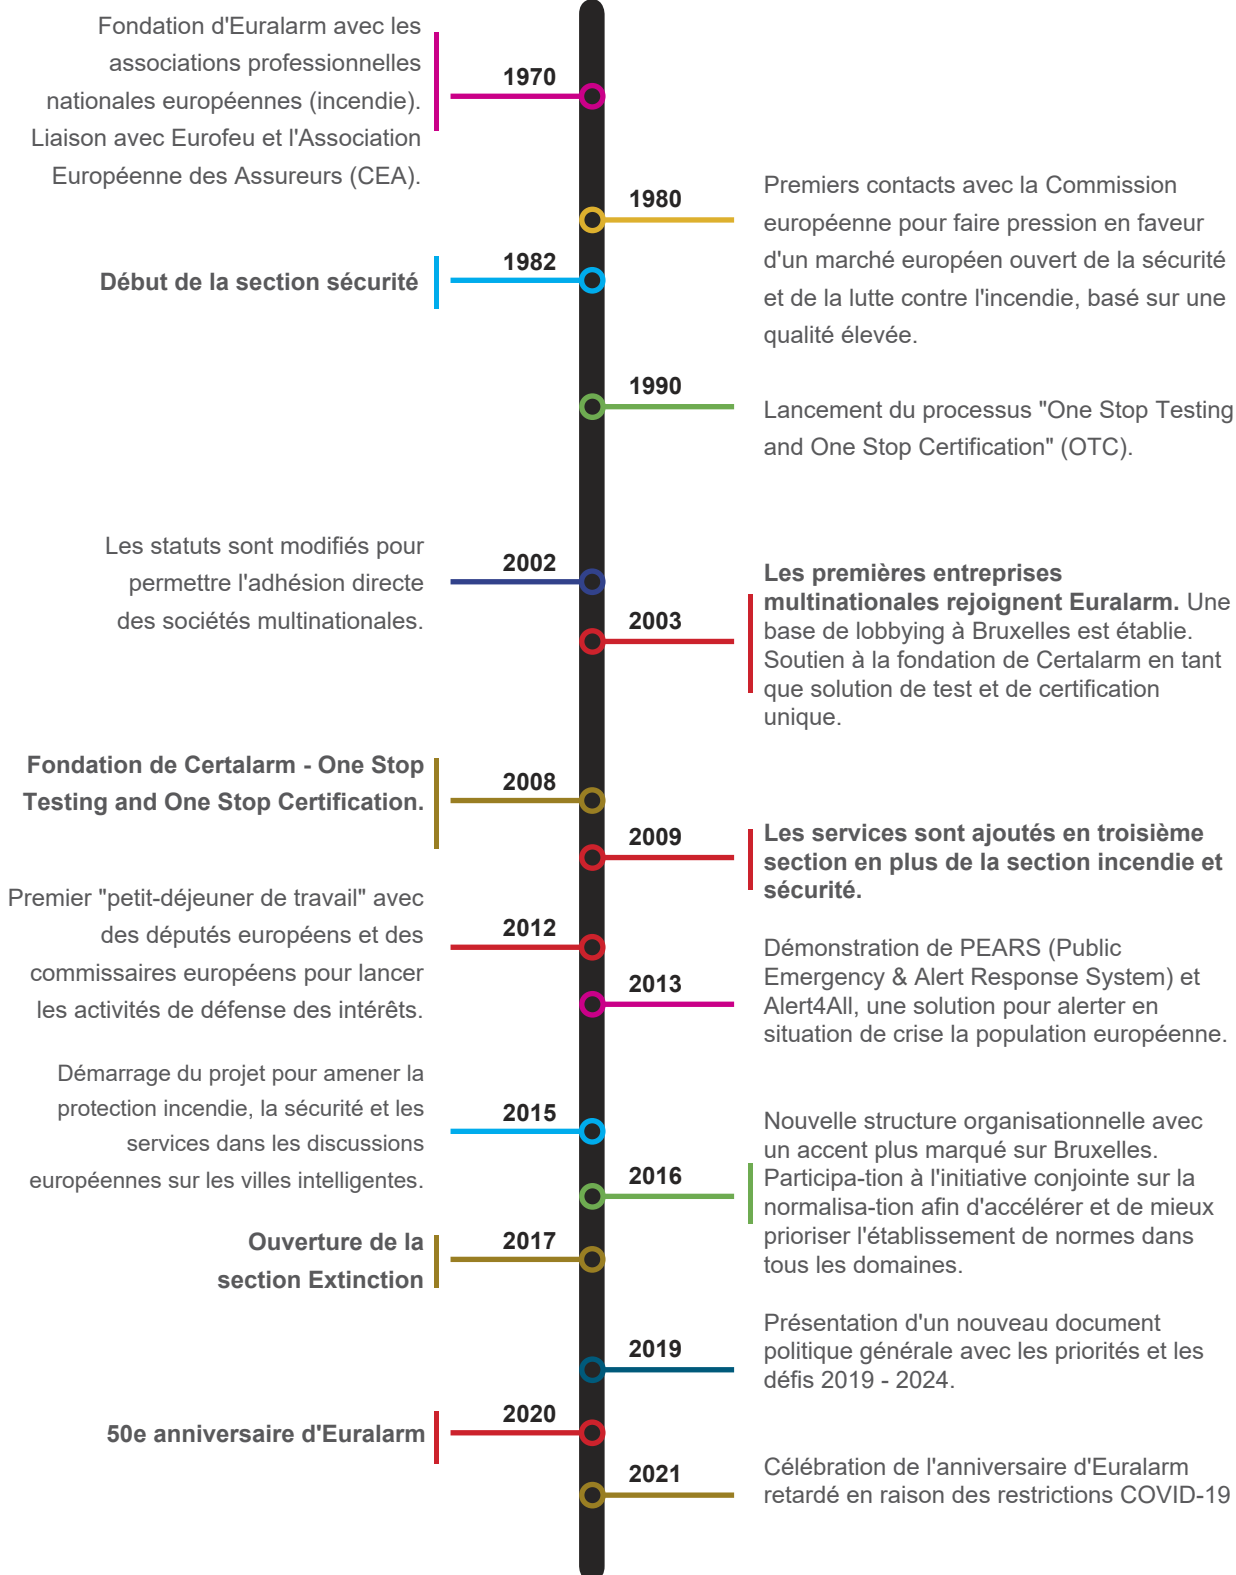 1970
Fondation d'Euralarm avec les
associations professionnelles
nationales européennes (incendie).
Liaison avec Eurofeu et l'Association
Européenne des Assureurs (CEA).
1980
Premiers contacts avec la Commission
européenne pour faire pression en faveur
d'un marché européen ouvert de la sécurité
et de la lutte contre l'incendie, basé sur une
qualité élevée.
1982
Début de la section sécurité
1990
Lancement du processus "One Stop Testing
and One Stop Certification" (OTC).
2002
Les statuts sont modifiés pour
permettre l'adhésion directe
des sociétés multinationales.
2003
Les premières entreprises
multinationales rejoignent Euralarm. Une
base de lobbying à Bruxelles est établie.
Soutien à la fondation de Certalarm en tant
que solution de test et de certification
unique.
2008
Fondation de Certalarm - One Stop
Testing and One Stop Certification.
2009
Les services sont ajoutés en troisième
section en plus de la section incendie et
sécurité.
2012
Premier "petit-déjeuner de travail" avec
des députés européens et des
commissaires européens pour lancer
les activités de défense des intérêts.
2013
Démonstration de PEARS (Public
Emergency & Alert Response System) et
Alert4All, une solution pour alerter en
situation de crise la population européenne.
2015
Démarrage du projet pour amener la
protection incendie, la sécurité et les
services dans les discussions
européennes sur les villes intelligentes.
2016
Nouvelle structure organisationnelle avec
un accent plus marqué sur Bruxelles.
Participa-tion à l'initiative conjointe sur la
normalisa-tion afin d'accélérer et de mieux
prioriser l'établissement de normes dans
tous les domaines.
2017
Ouverture de la
section Extinction
2019
Présentation d'un nouveau document
politique générale avec les priorités et les
défis 2019 - 2024.
2020
50e anniversaire d'Euralarm
2021
Célébration de l'anniversaire d'Euralarm
retardé en raison des restrictions COVID-19